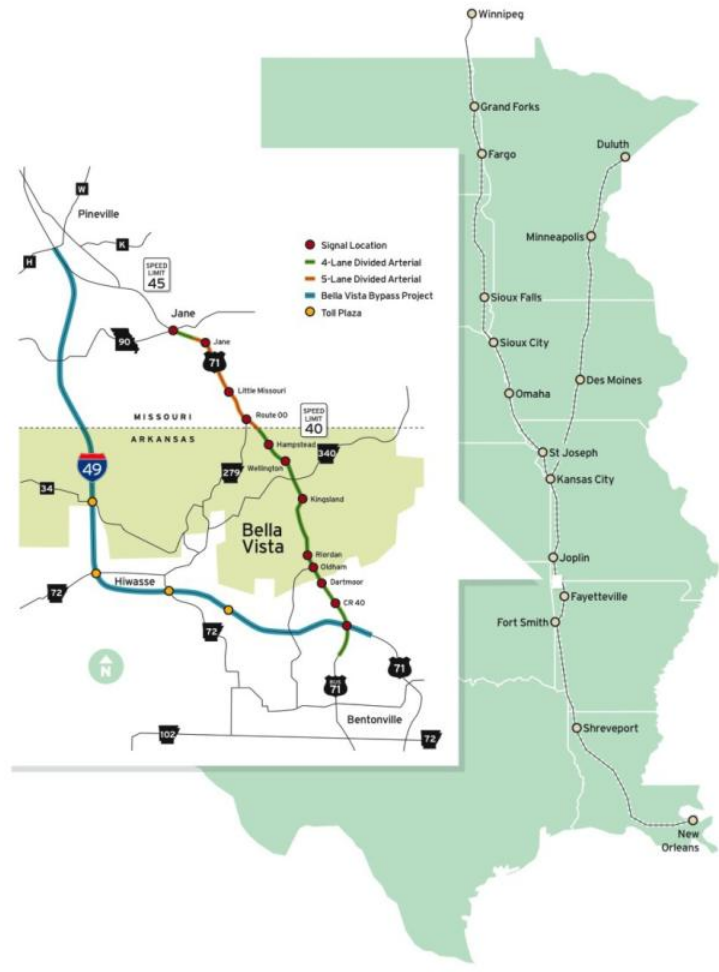 Winnipeg
Grand Forks
Fargo
Duluth
Minneapolis
Sioux Falls
Sioux City
Omaha
Des Moines
St Joseph
Kansas City
Joplin
Fayetteville
Fort Smith
Shreveport
New
Orleans
W
Pineville
K
H
SPEED
LIMIT
45
Signal Location
4-Lane Divided Arterial
5-Lane Divided Arterial
Bella Vista Bypass Project
Toll Plaza
Jane
90
Jane
71
Little Missouri
Route 00
MISSOURI
ARKANSAS
SPEED
LIMIT
40
Hampstead
340
Wellington
279
49
34
Kingsland
Bella
Vista
Riordan
Oldham
Dartmoor
CR 40
Hiwasse
72
72
N
71
BUS
71
Bentonville
102
72